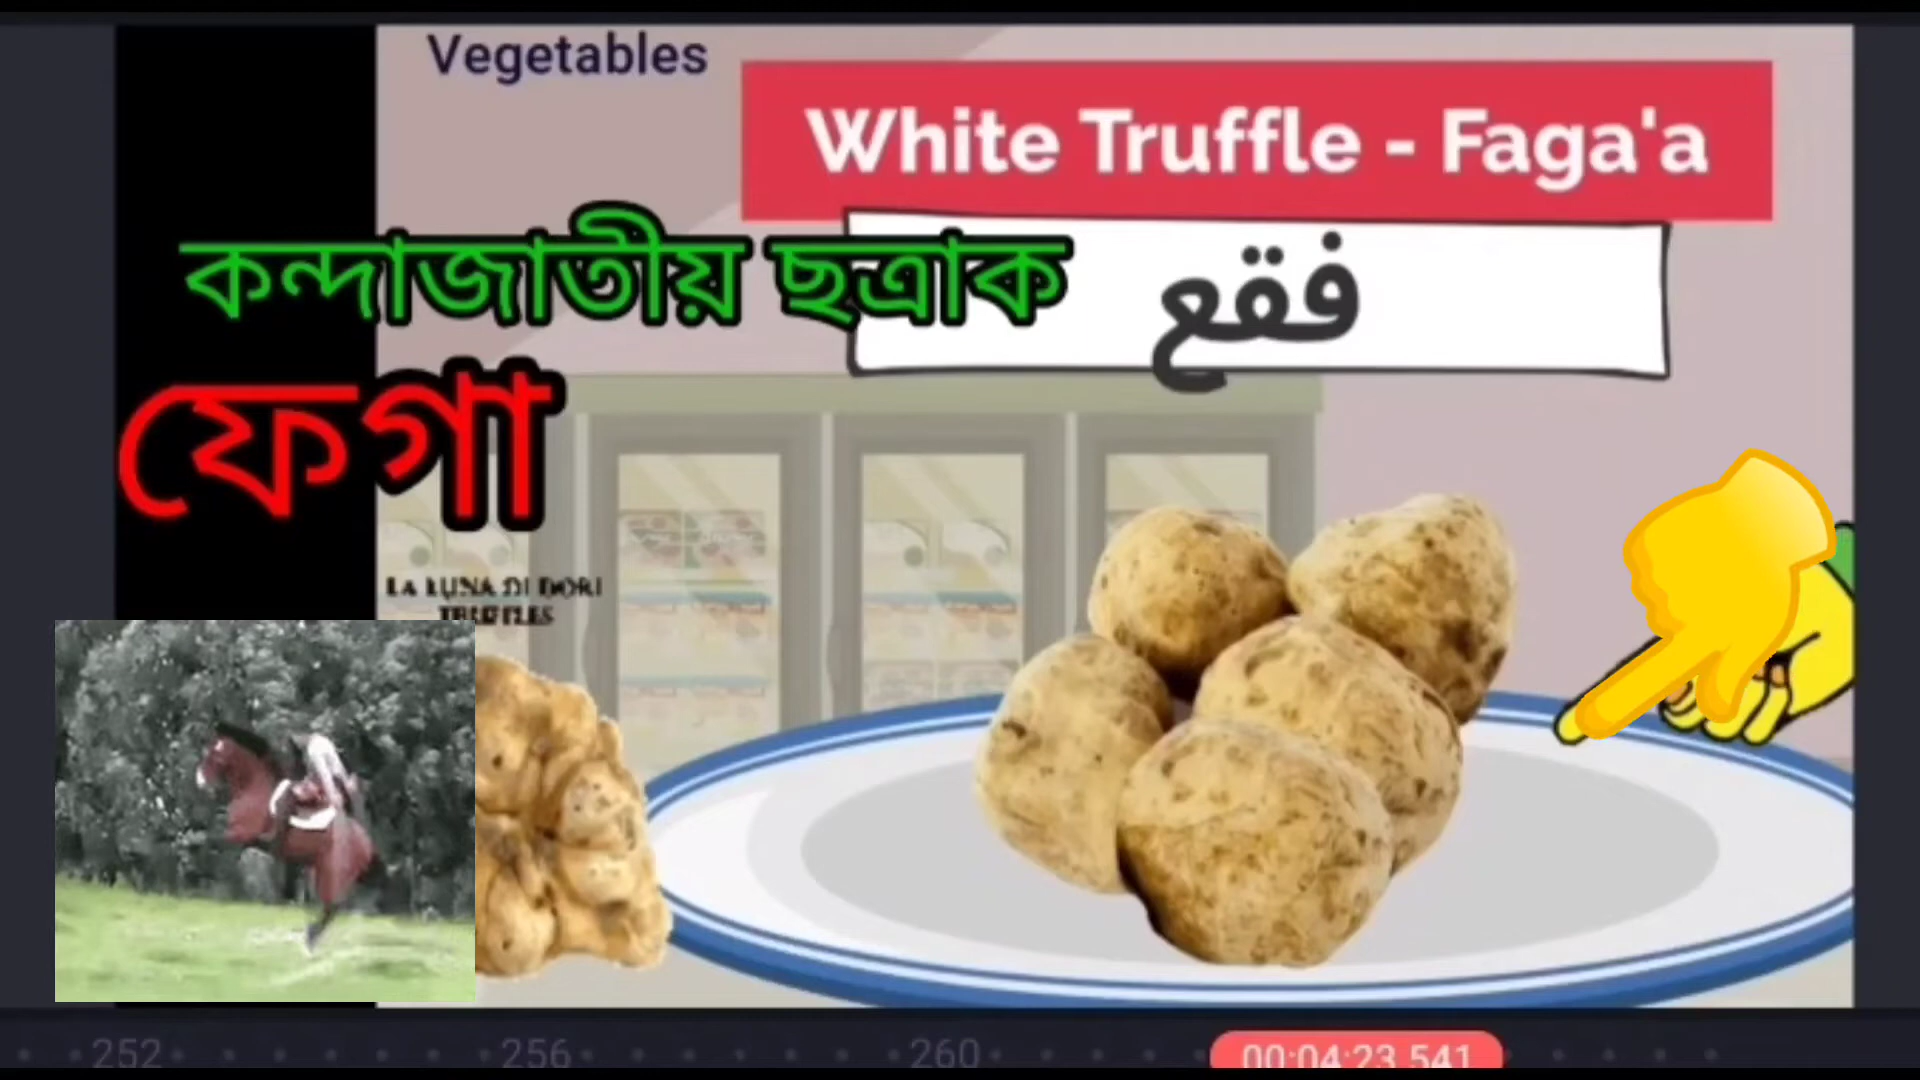 Vegetables
White Truffle - Faga'a
فقع
কন্দাজাতীয় ছত্রাক
ফেগা
LA LUNA DI DORI
TRUFFLES
252
256
260
00:04:23.541